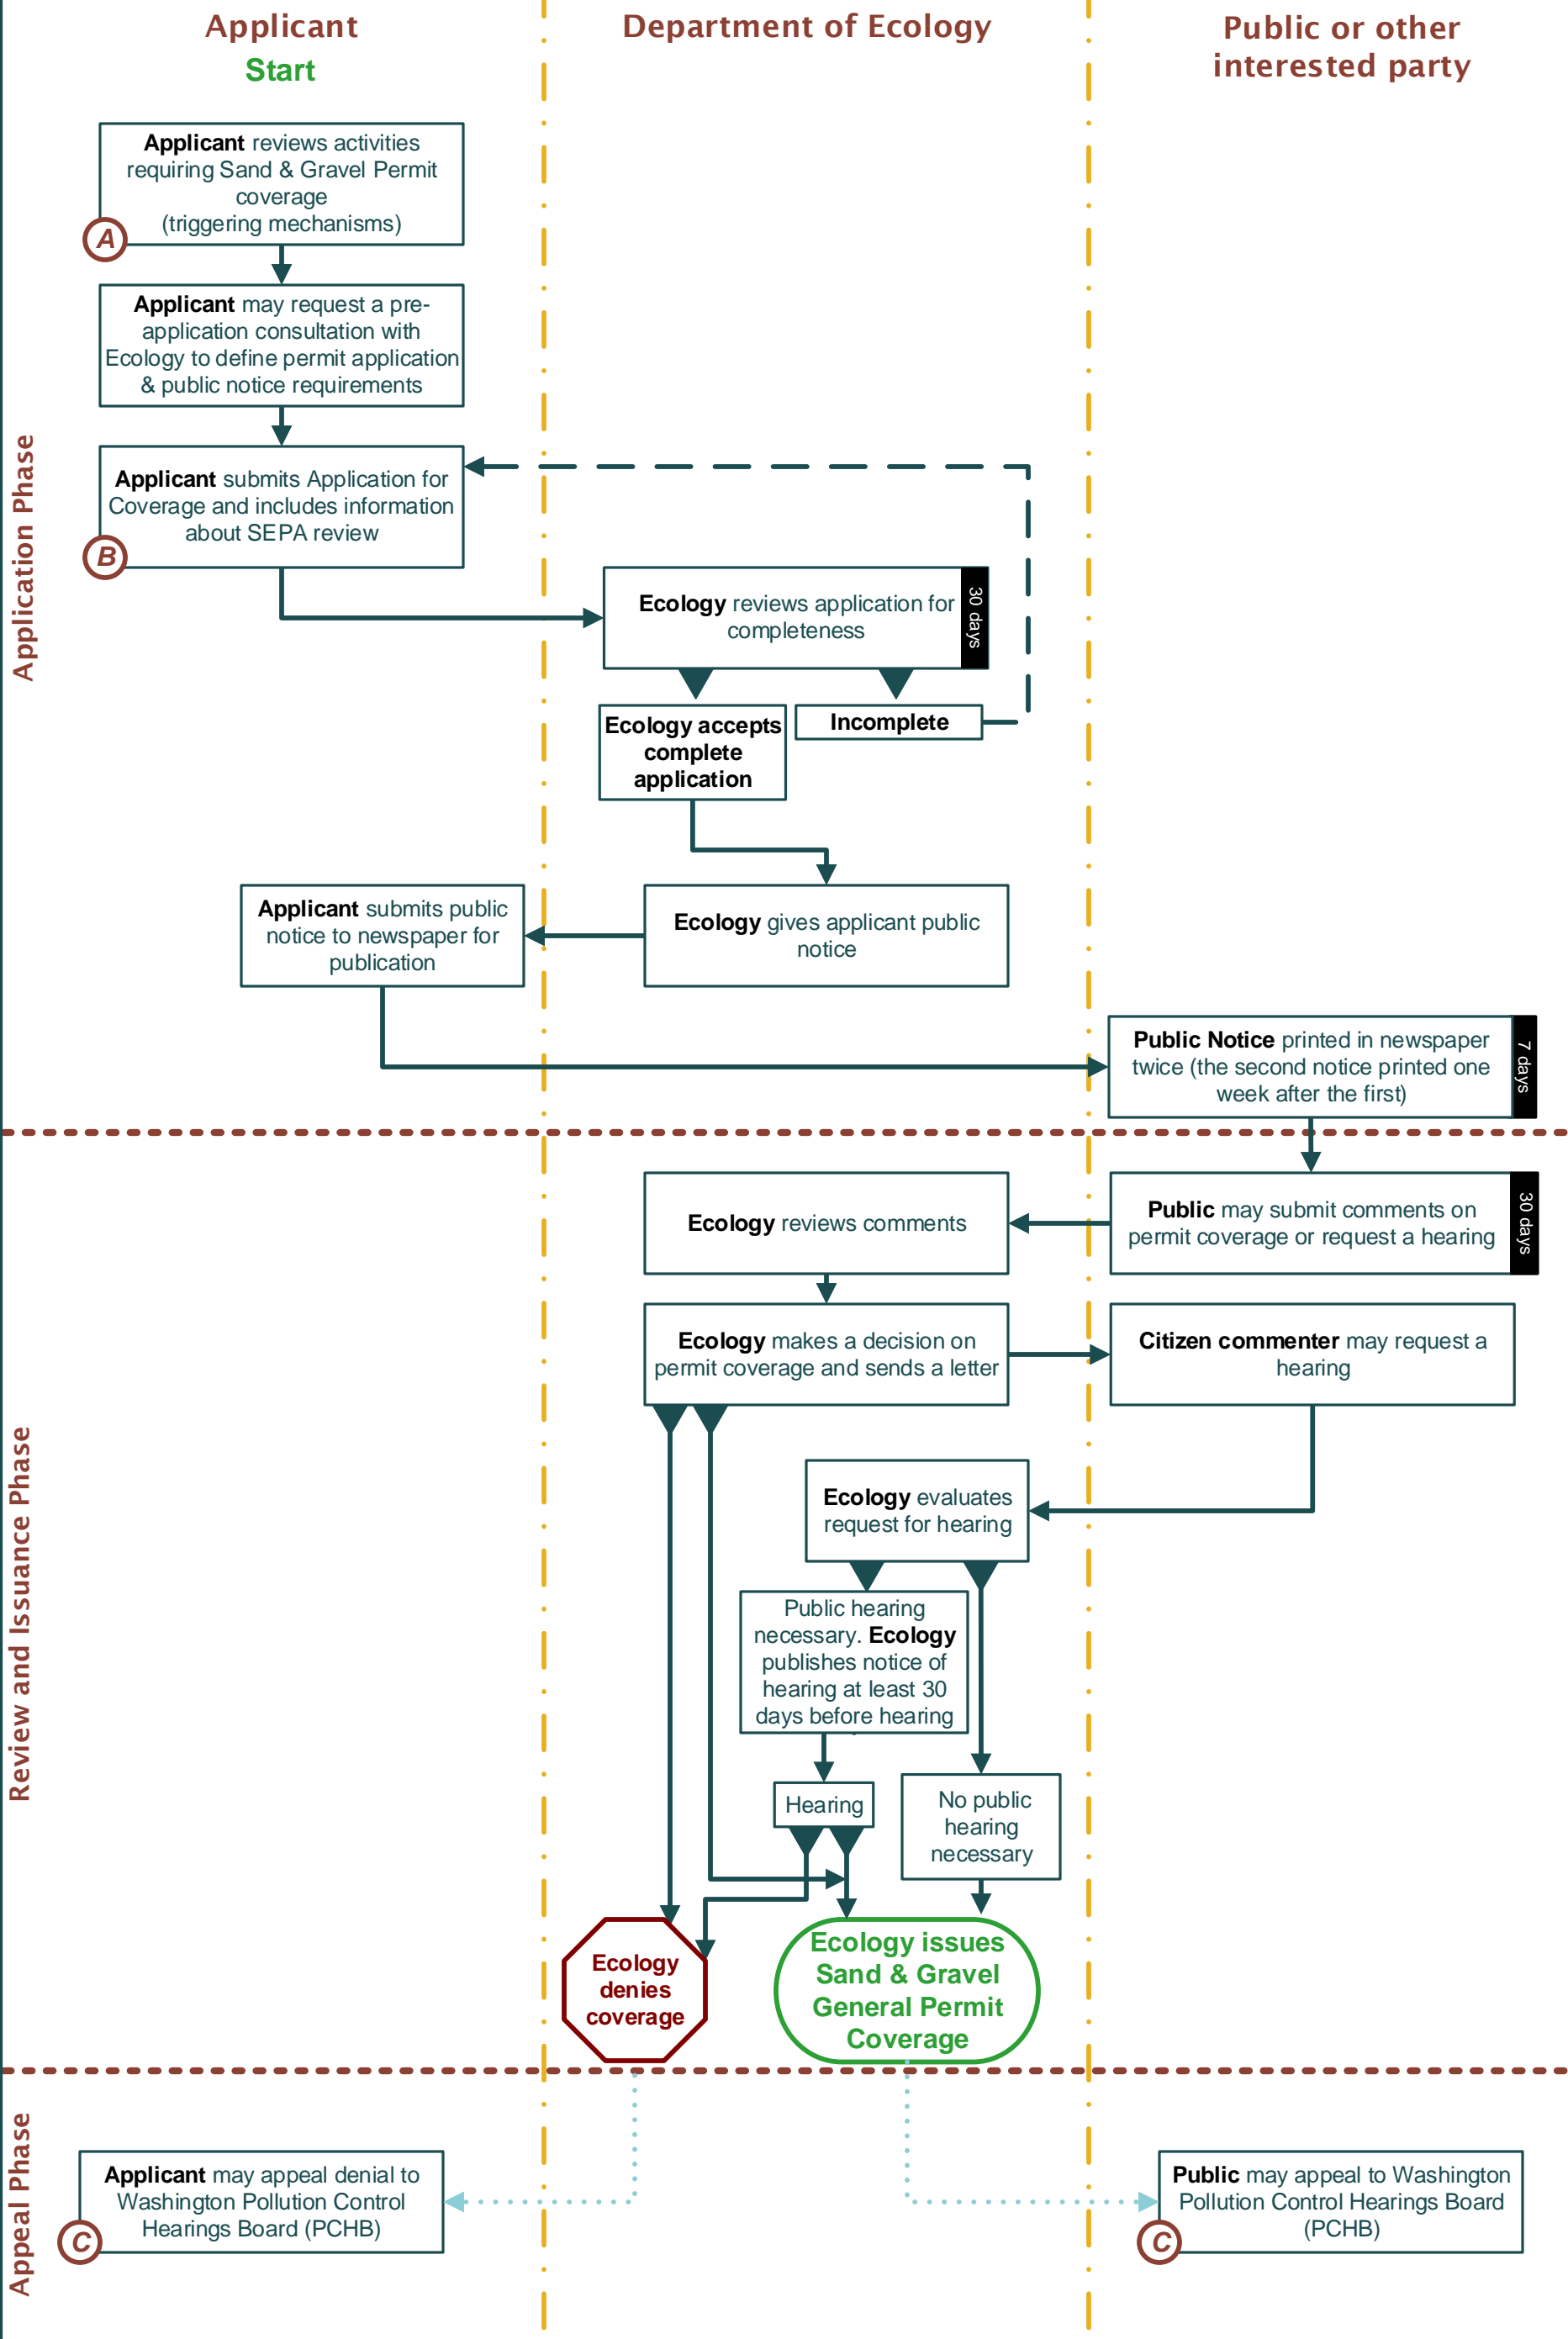 Applicant
Start
Department of Ecology
Public or other
interested party
Application Phase
Applicant reviews activities
requiring Sand & Gravel Permit
coverage
(triggering mechanisms)
A
Applicant may request a pre-
application consultation with
Ecology to define permit application
& public notice requirements
Applicant submits Application for
Coverage and includes information
about SEPA review
B
Ecology reviews application for
completeness
30 days
Ecology accepts
complete
application
Incomplete
Ecology gives applicant public
notice
Applicant submits public
notice to newspaper for
publication
Public Notice printed in newspaper
twice (the second notice printed one
week after the first)
7 days
Review and Issuance Phase
Public may submit comments on
permit coverage or request a hearing
30 days
Ecology reviews comments
Ecology makes a decision on
permit coverage and sends a letter
Citizen commenter may request a
hearing
Ecology evaluates
request for hearing
Public hearing
necessary. Ecology
publishes notice of
hearing at least 30
days before hearing
Hearing
No public
hearing
necessary
Ecology
denies
coverage
Ecology issues
Sand & Gravel
General Permit
Coverage
Appeal Phase
Applicant may appeal denial to
Washington Pollution Control
Hearings Board (PCHB)
C
Public may appeal to Washington
Pollution Control Hearings Board
(PCHB)
C